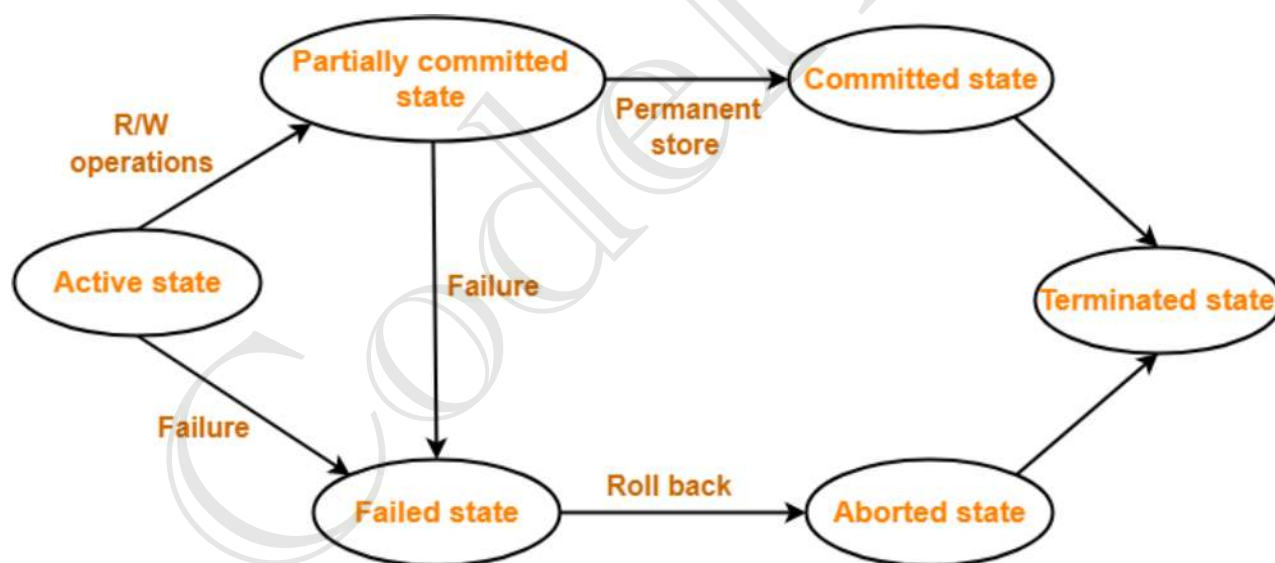 Partially committed
state
Committed state
R/W
operations
Permanent
store
Active state
Failure
Terminated state
Failure
Failed state
Roll back
Aborted state